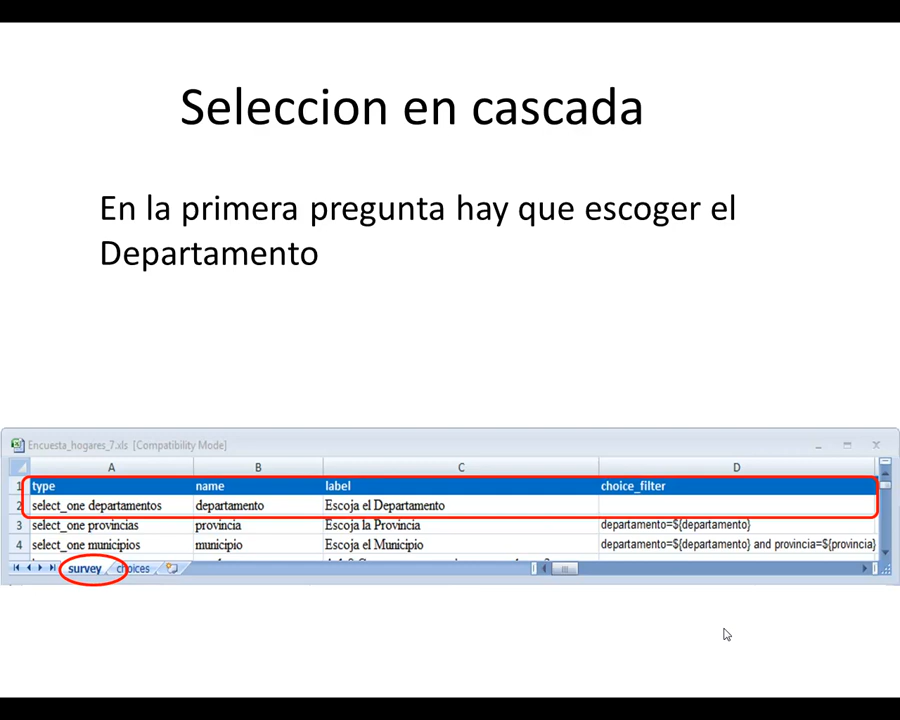 Seleccion en cascada
En la primera pregunta hay que escoger el
Departamento
Encuesta_hogares_7.xls [Compatibility Mode]
A B C D
1 type name label choice_filter
2 select_one departamentos departamento Escoja el Departamento
3 select_one provincias provincia Escoja la Provincia departamento=${departamento}
4 select_one municipios municipio Escoja el Municipio departamento=${departamento} and provincia=${provincia}
survey choices